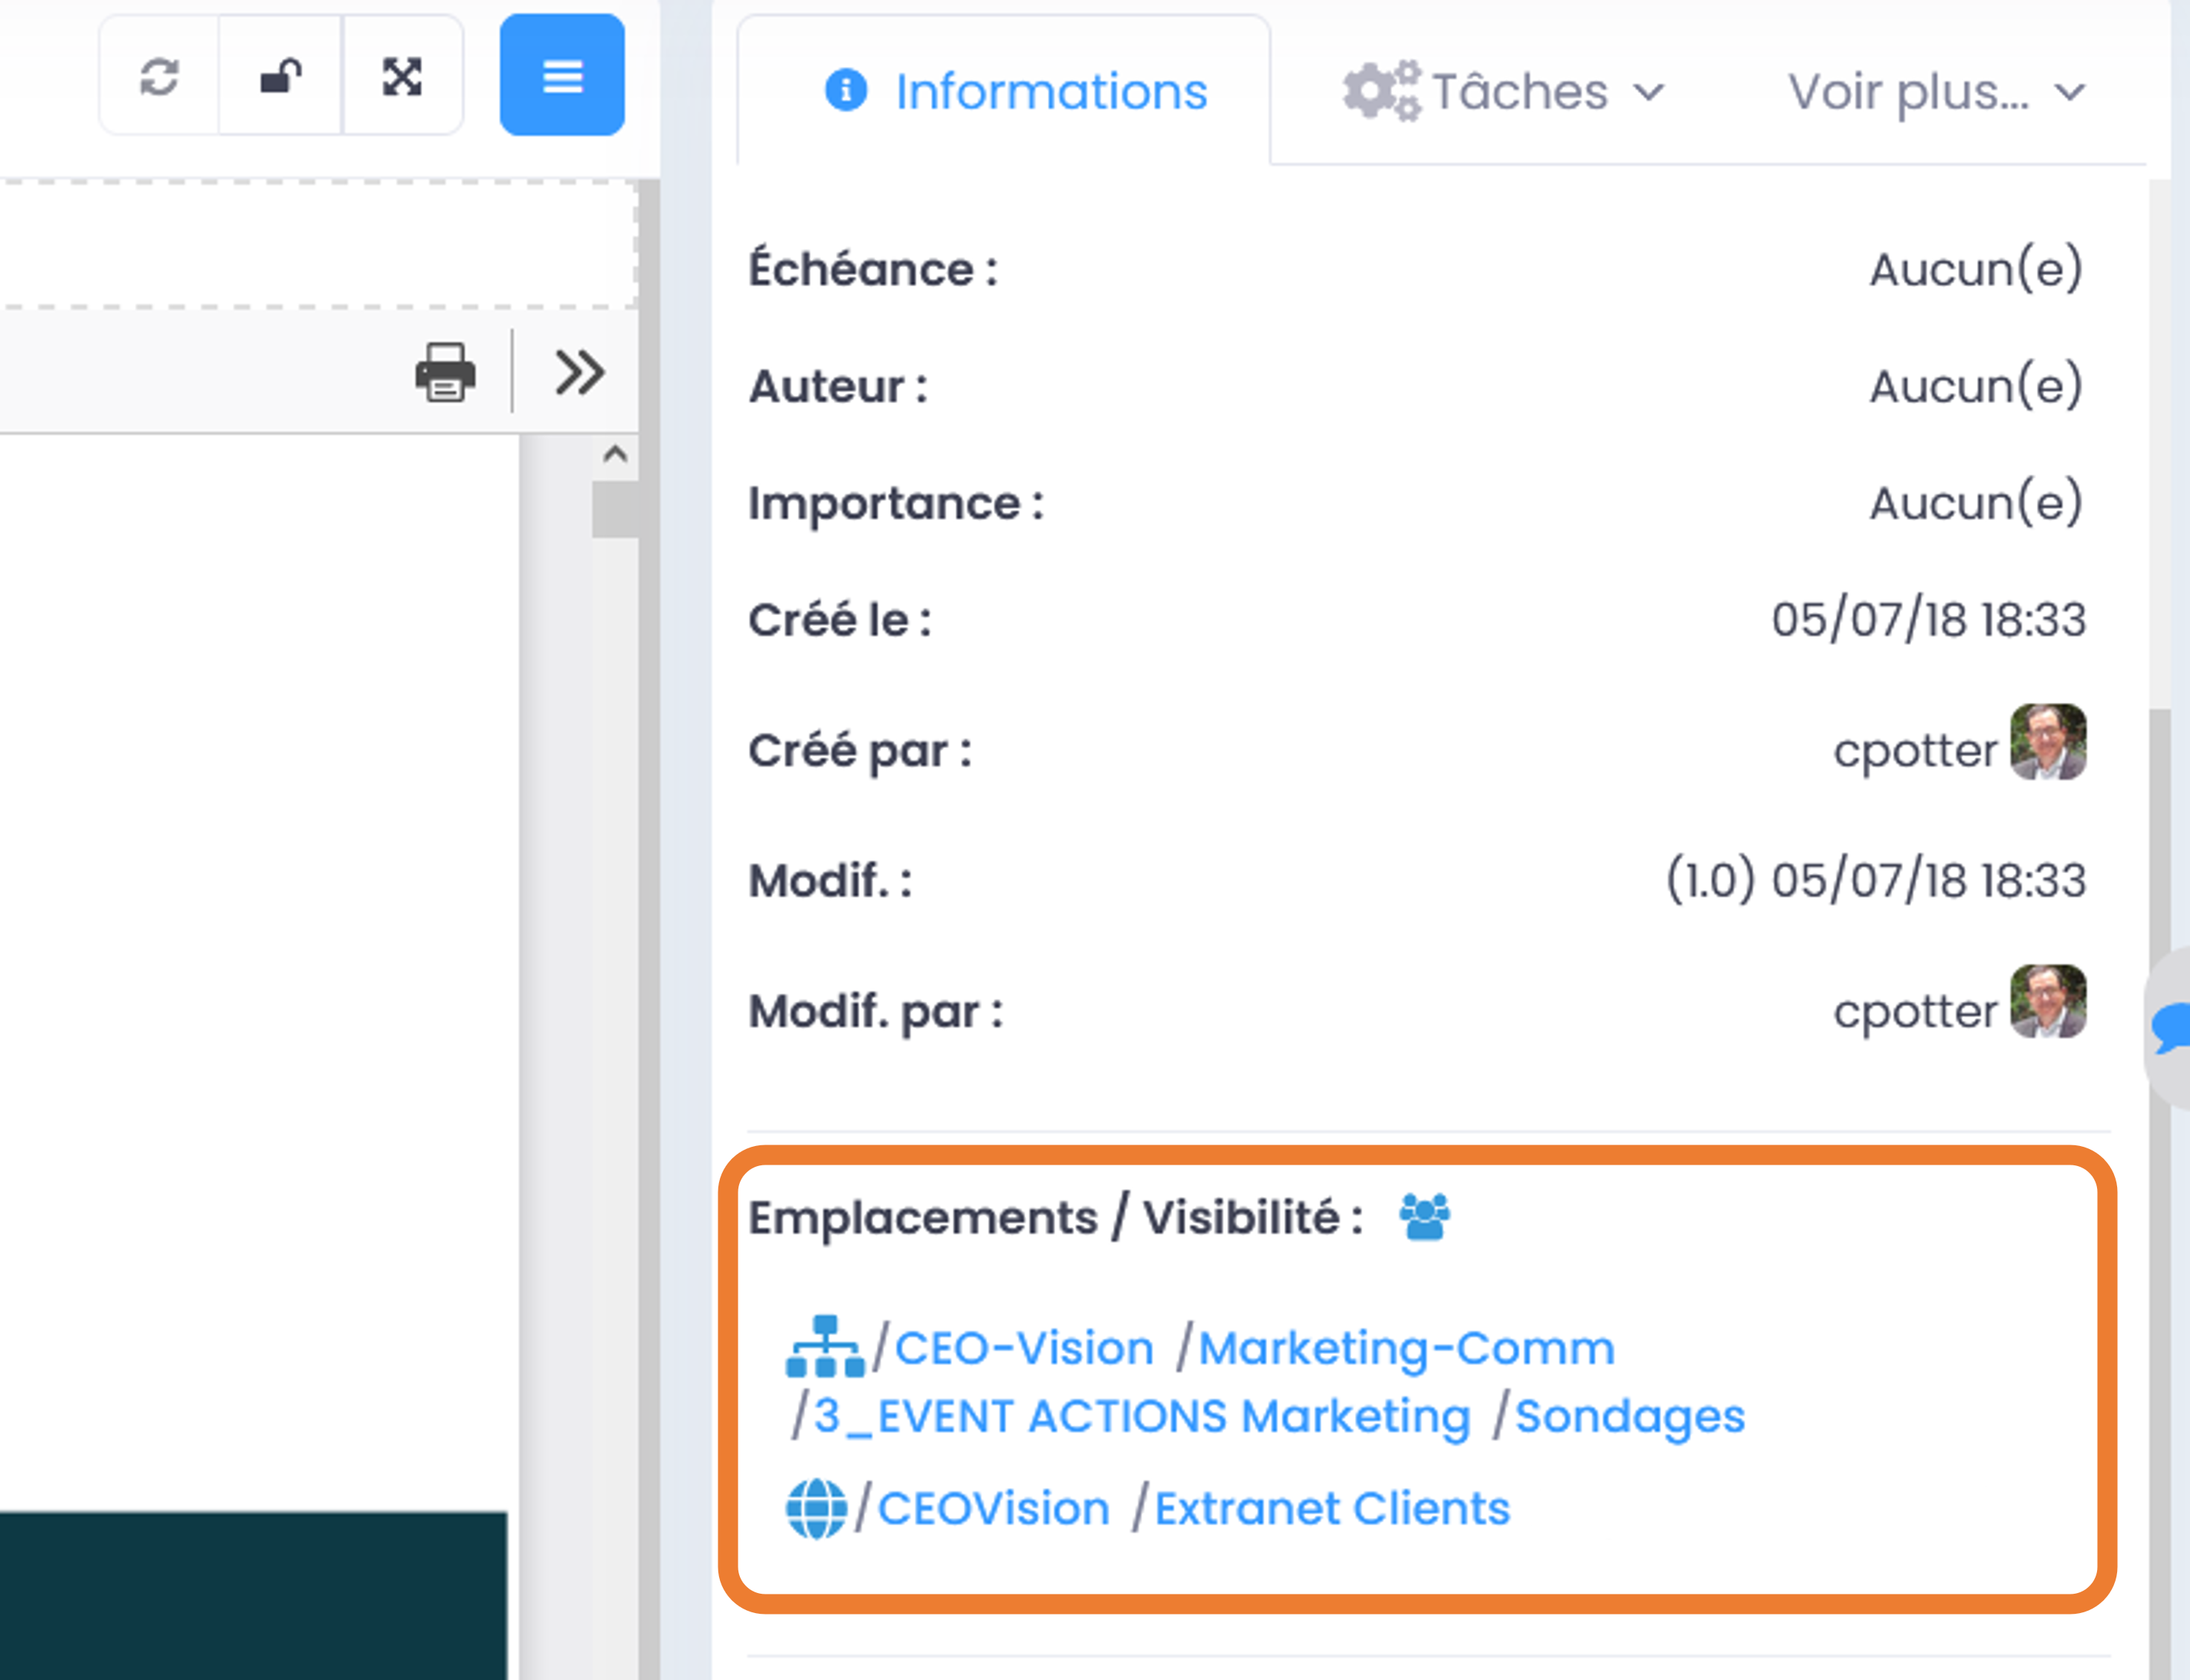 Informations Tâches Voir plus...
Échéance : Aucun(e)
Auteur : Aucun(e)
Importance : Aucun(e)
Créé le : 05/07/18 18:33
Créé par : cpotter
Modif. : (1.0) 05/07/18 18:33
Modif. par : cpotter
Emplacements / Visibilité :
/CEO-Vision /Marketing-Comm
/3_EVENT ACTIONS Marketing /Sondages
/CEOVision /Extranet Clients